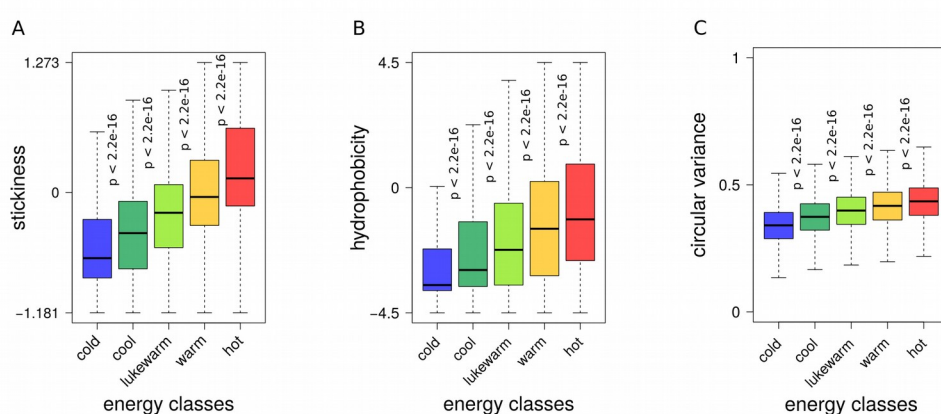 A
stickiness
1.273
0
−1.181
p < 2.2e-16
p < 2.2e-16
p < 2.2e-16
p < 2.2e-16
cold
cool
lukewarm
warm
hot
energy classes
B
hydrophobicity
4.5
0
−4.5
p < 2.2e-16
p < 2.2e-16
p < 2.2e-16
p < 2.2e-16
cold
cool
lukewarm
warm
hot
energy classes
C
circular variance
1
0.5
0
p < 2.2e-16
p < 2.2e-16
p < 2.2e-16
p < 2.2e-16
cold
cool
lukewarm
warm
hot
energy classes